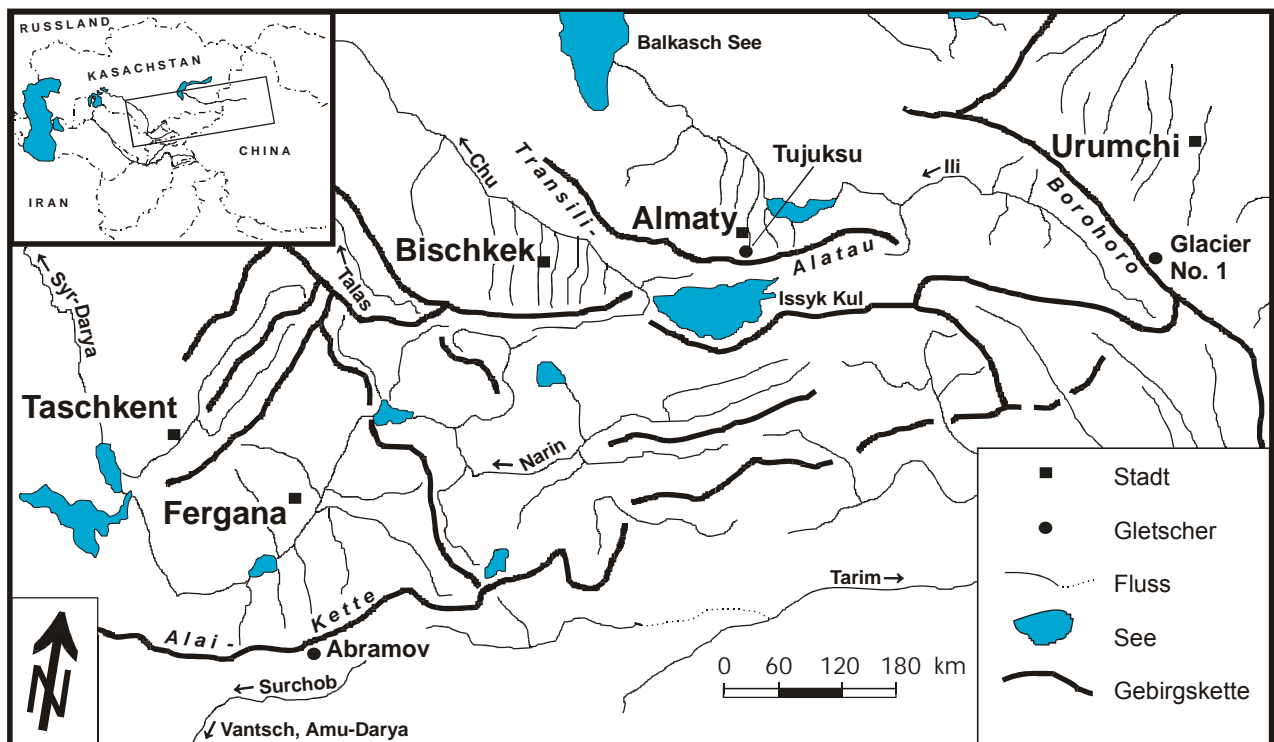 RUSSLAND
KASACHSTAN
CHINA
IRAN
Balkasch See
Urumchi
Tujuksu
←Chu
Transili-
←Ili
Almaty
Borohoro
Bischkek
Alatau
Glacier
No. 1
←Syr-Darya
←Talas
Issyk Kul
Taschkent
←Narin
Fergana
Stadt
Gletscher
Tarim→
Fluss
Alai-
Kette
See
Abramov
0 60 120 180 km
←Surchob
Gebirgskette
N
←Vantsch, Amu-Darya